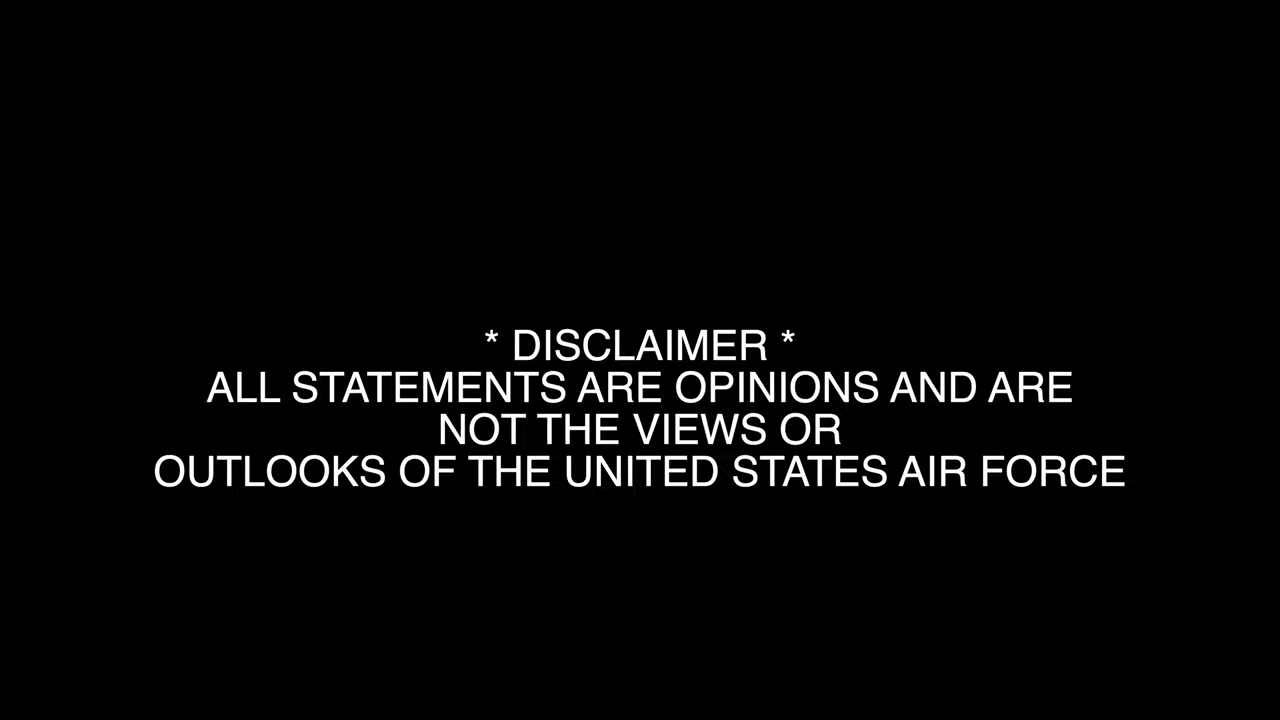 * DISCLAIMER *
ALL STATEMENTS ARE OPINIONS AND ARE
NOT THE VIEWS OR
OUTLOOKS OF THE UNITED STATES AIR FORCE